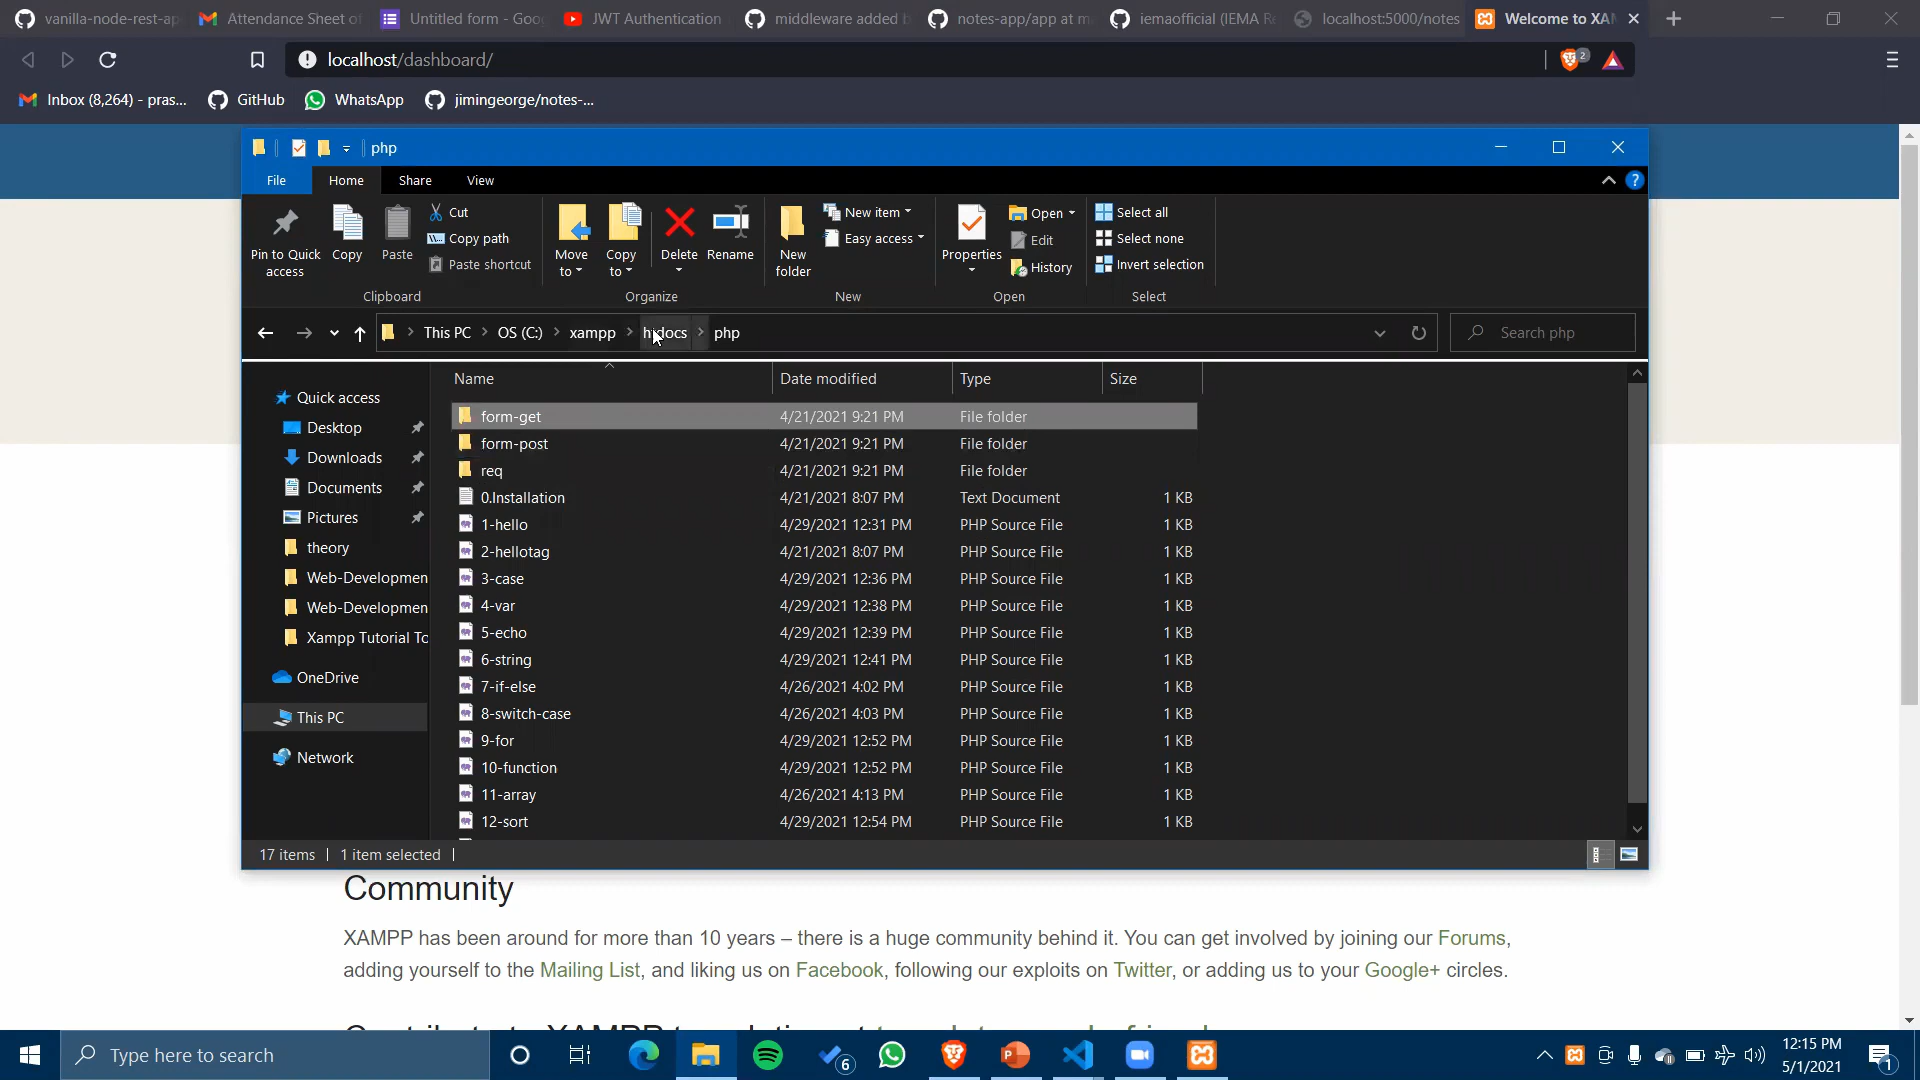 vanilla-node-rest-ap
Attendance Sheet of
Untitled form - Goo
JWT Authentication
middleware added b
notes-app/app at m
iemaofficial (IEMA R
localhost:5000/notes
Welcome to XA
localhost/dashboard/
2
Inbox (8,264) - pras...
GitHub
WhatsApp
jimingeorge/notes-...
php
File
Home
Share
View
Pin to Quick access
Copy
Paste
Cut
Copy path
Paste shortcut
Move to
Copy to
Delete
Rename
New folder
New item
Easy access
Properties
Open
Edit
History
Select all
Select none
Invert selection
Clipboard
Organize
New
Open
Select
This PC > OS (C:) > xampp > htdocs > php
Search php
Name Date modified Type Size
Quick access
Desktop
Downloads
Documents
Pictures
theory
Web-Developmen
Web-Developmen
Xampp Tutorial To
OneDrive
This PC
Network
form-get 4/21/2021 9:21 PM File folder
form-post 4/21/2021 9:21 PM File folder
req 4/21/2021 9:21 PM File folder
0.Installation 4/21/2021 8:07 PM Text Document 1 KB
1-hello 4/29/2021 12:31 PM PHP Source File 1 KB
2-hellotag 4/21/2021 8:07 PM PHP Source File 1 KB
3-case 4/29/2021 12:36 PM PHP Source File 1 KB
4-var 4/29/2021 12:38 PM PHP Source File 1 KB
5-echo 4/29/2021 12:39 PM PHP Source File 1 KB
6-string 4/29/2021 12:41 PM PHP Source File 1 KB
7-if-else 4/26/2021 4:02 PM PHP Source File 1 KB
8-switch-case 4/26/2021 4:03 PM PHP Source File 1 KB
9-for 4/29/2021 12:52 PM PHP Source File 1 KB
10-function 4/29/2021 12:52 PM PHP Source File 1 KB
11-array 4/26/2021 4:13 PM PHP Source File 1 KB
12-sort 4/29/2021 12:54 PM PHP Source File 1 KB
17 items
1 item selected
Community
XAMPP has been around for more than 10 years – there is a huge community behind it. You can get involved by joining our Forums,
adding yourself to the Mailing List, and liking us on Facebook, following our exploits on Twitter, or adding us to your Google+ circles.
Type here to search
6
12:15 PM
5/1/2021
1